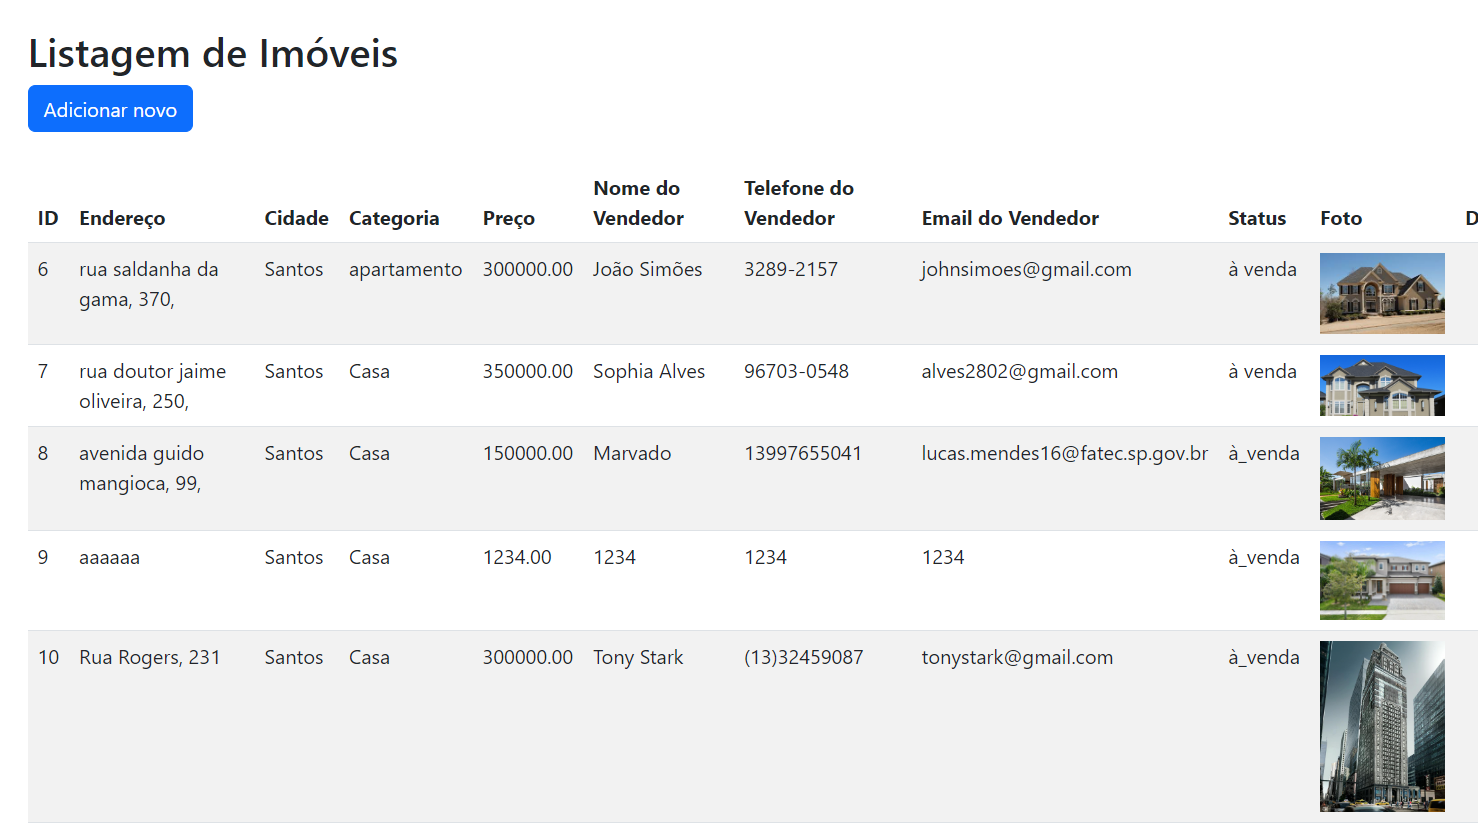 Listagem de Imóveis
Adicionar novo
ID Endereço Cidade Categoria Preço Nome do Vendedor Telefone do Vendedor Email do Vendedor Status Foto D
6 rua saldanha da gama, 370, Santos apartamento 300000.00 João Simões 3289-2157 johnsimoes@gmail.com à venda
7 rua doutor jaime oliveira, 250, Santos Casa 350000.00 Sophia Alves 96703-0548 alves2802@gmail.com à venda
8 avenida guido mangioca, 99, Santos Casa 150000.00 Marvado 13997655041 lucas.mendes16@fatec.sp.gov.br à_venda
9 aaaaaa Santos Casa 1234.00 1234 1234 1234 à_venda
10 Rua Rogers, 231 Santos Casa 300000.00 Tony Stark (13)32459087 tonystark@gmail.com à_venda